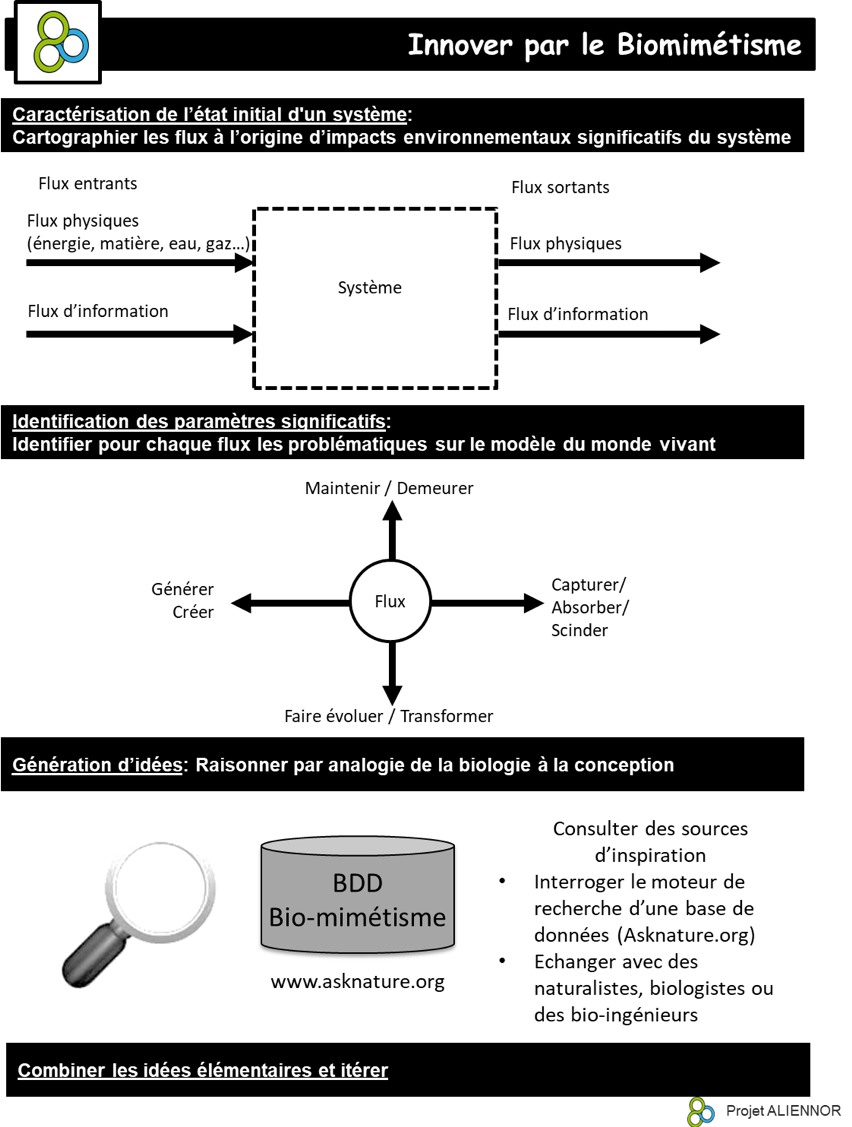 Innover par le Biomimétisme
Caractérisation de l’état initial d'un système:
Cartographier les flux à l’origine d’impacts environnementaux significatifs du système
Flux entrants
Flux sortants
Flux physiques
(énergie, matière, eau, gaz…)
Flux physiques
Système
Flux d’information
Flux d’information
Identification des paramètres significatifs:
Identifier pour chaque flux les problématiques sur le modèle du monde vivant
Maintenir / Demeurer
Générer
Créer
Flux
Capturer/
Absorber/
Scinder
Faire évoluer / Transformer
Génération d’idées: Raisonner par analogie de la biologie à la conception
BDD
Bio-mimétisme
www.asknature.org
Consulter des sources
d’inspiration
• Interroger le moteur de
recherche d’une base de
données (Asknature.org)
• Echanger avec des
naturalistes, biologistes ou
des bio-ingénieurs
Combiner les idées élémentaires et itérer
Projet ALIENNOR